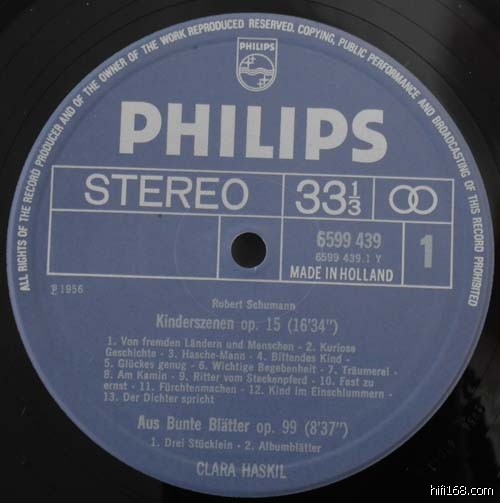 ALL RIGHTS OF THE RECORD PRODUCER AND OF THE OWNER OF THE WORK REPRODUCED RESERVED. COPYING, PUBLIC PERFORMANCE AND BROADCASTING OF THIS RECORD PROHIBITED
PHILIPS
PHILIPS
STEREO 33 1/3
6599 439 1
6599 439.1 Y
MADE IN HOLLAND
℗ 1956
Robert Schumann
Kinderszenen op. 15 (16'34")
1. Von fremden Ländern und Menschen - 2. Kuriose
Geschichte - 3. Hasche-Mann - 4. Bittendes Kind -
5. Glückes genug - 6. Wichtige Begebenheit - 7. Träumerei -
8. Am Kamin - 9. Ritter vom Steckenpferd - 10. Fast zu
ernst - 11. Fürchtenmachen - 12. Kind im Einschlummern -
13. Der Dichter spricht
Aus Bunte Blätter op. 99 (8'37")
1. Drei Stücklein - 2. Albumblätter
CLARA HASKIL
hifi168.com